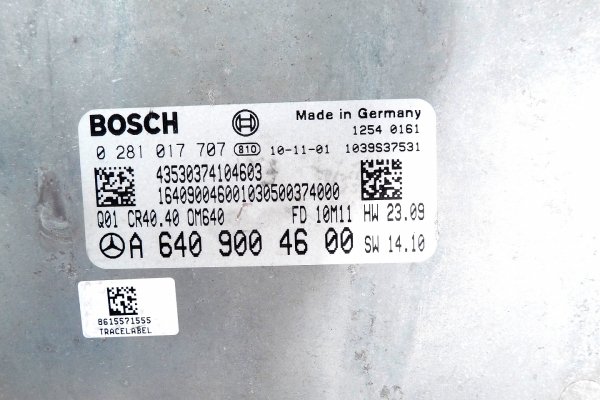 BOSCH
Made in Germany
1254 0161
0 281 017 707 810 10-11-01 1039S37531
43530374104603
164090046001030500374000
Q01 CR40.40 OM640 FD 10M11 HW 23.09
A 640 900 46 00 SW 14.10
8615571555
TRACELABEL